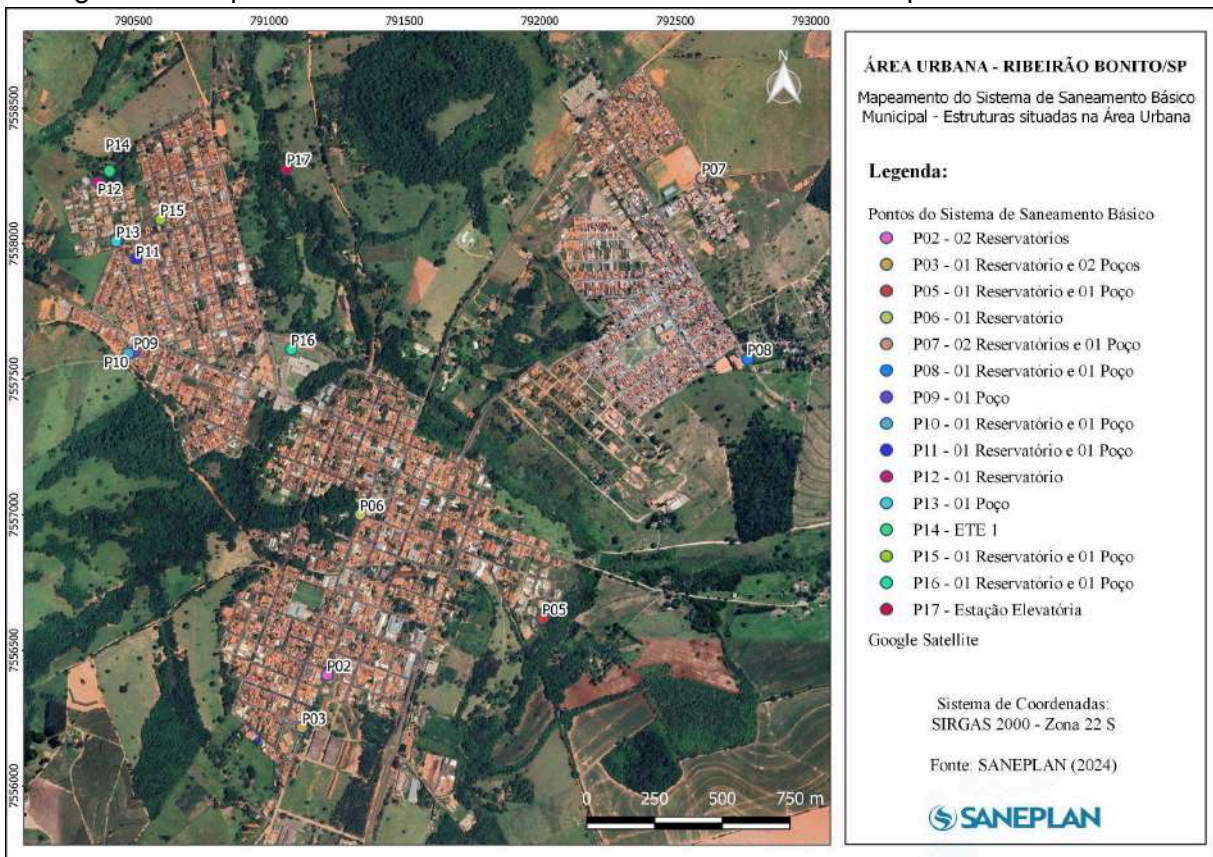 790500 791000 791500 792000 792500 793000
7558500
7558000
7557500
7557000
7556500
7556000
N
P14
P12
P17
P07
P15
P13
P11
P16
P09
P10
P08
P06
P05
P02
P03
0 250 500 750 m
ÁREA URBANA - RIBEIRÃO BONITO/SP
Mapeamento do Sistema de Saneamento Básico
Municipal - Estruturas situadas na Área Urbana
Legenda:
Pontos do Sistema de Saneamento Básico
P02 - 02 Reservatórios
P03 - 01 Reservatório e 02 Poços
P05 - 01 Reservatório e 01 Poço
P06 - 01 Reservatório
P07 - 02 Reservatórios e 01 Poço
P08 - 01 Reservatório e 01 Poço
P09 - 01 Poço
P10 - 01 Reservatório e 01 Poço
P11 - 01 Reservatório e 01 Poço
P12 - 01 Reservatório
P13 - 01 Poço
P14 - ETE 1
P15 - 01 Reservatório e 01 Poço
P16 - 01 Reservatório e 01 Poço
P17 - Estação Elevatória
Google Satellite
Sistema de Coordenadas:
SIRGAS 2000 - Zona 22 S
Fonte: SANEPLAN (2024)
SANEPLAN